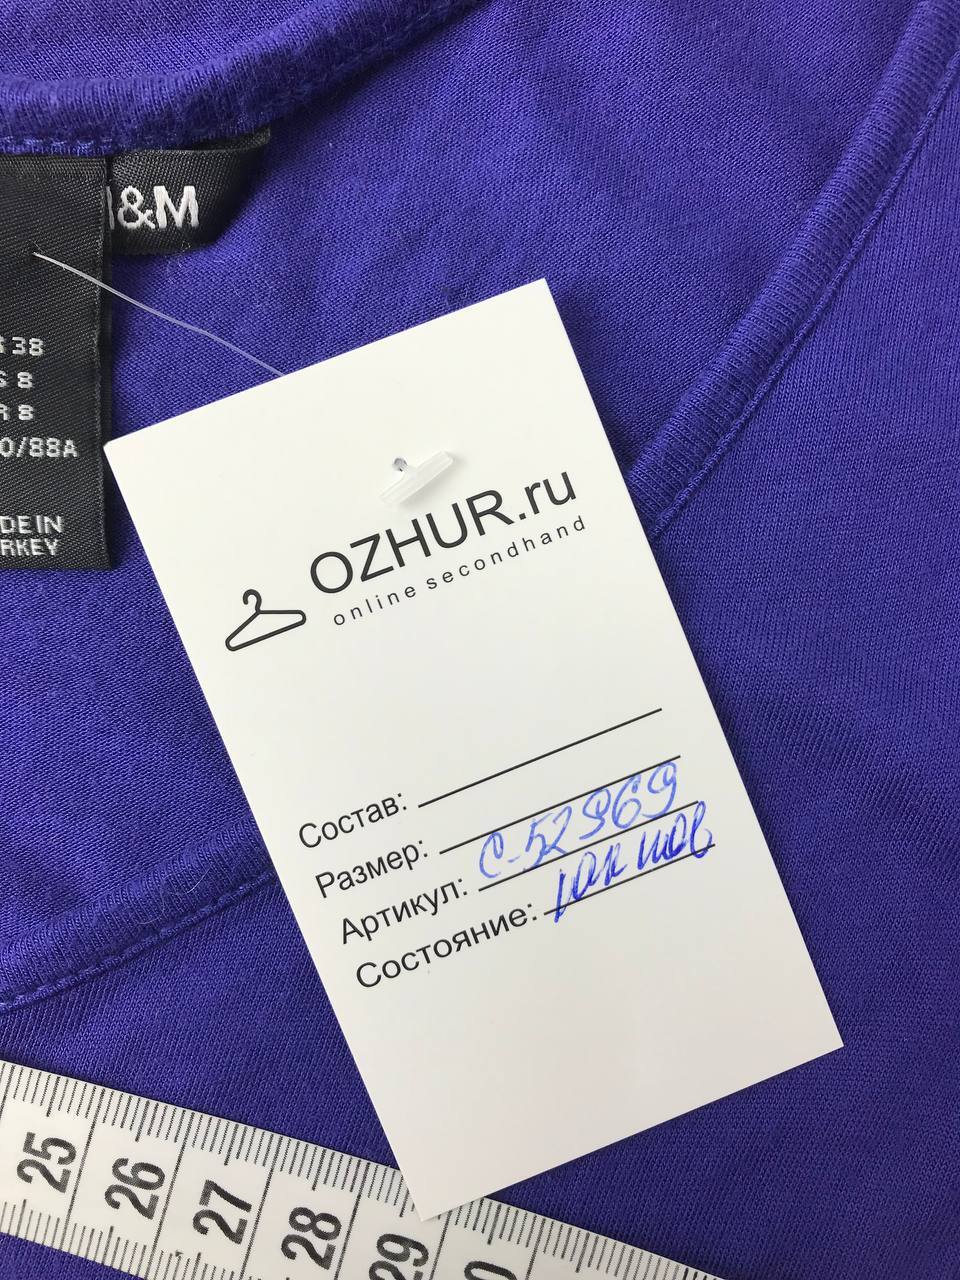 &M
38
8
8
0/88A
DE IN
RKEY
OZHUR.ru
online secondhand
Состав:
Размер:
Артикул: С-52969
Состояние:
25
26
27
28
29